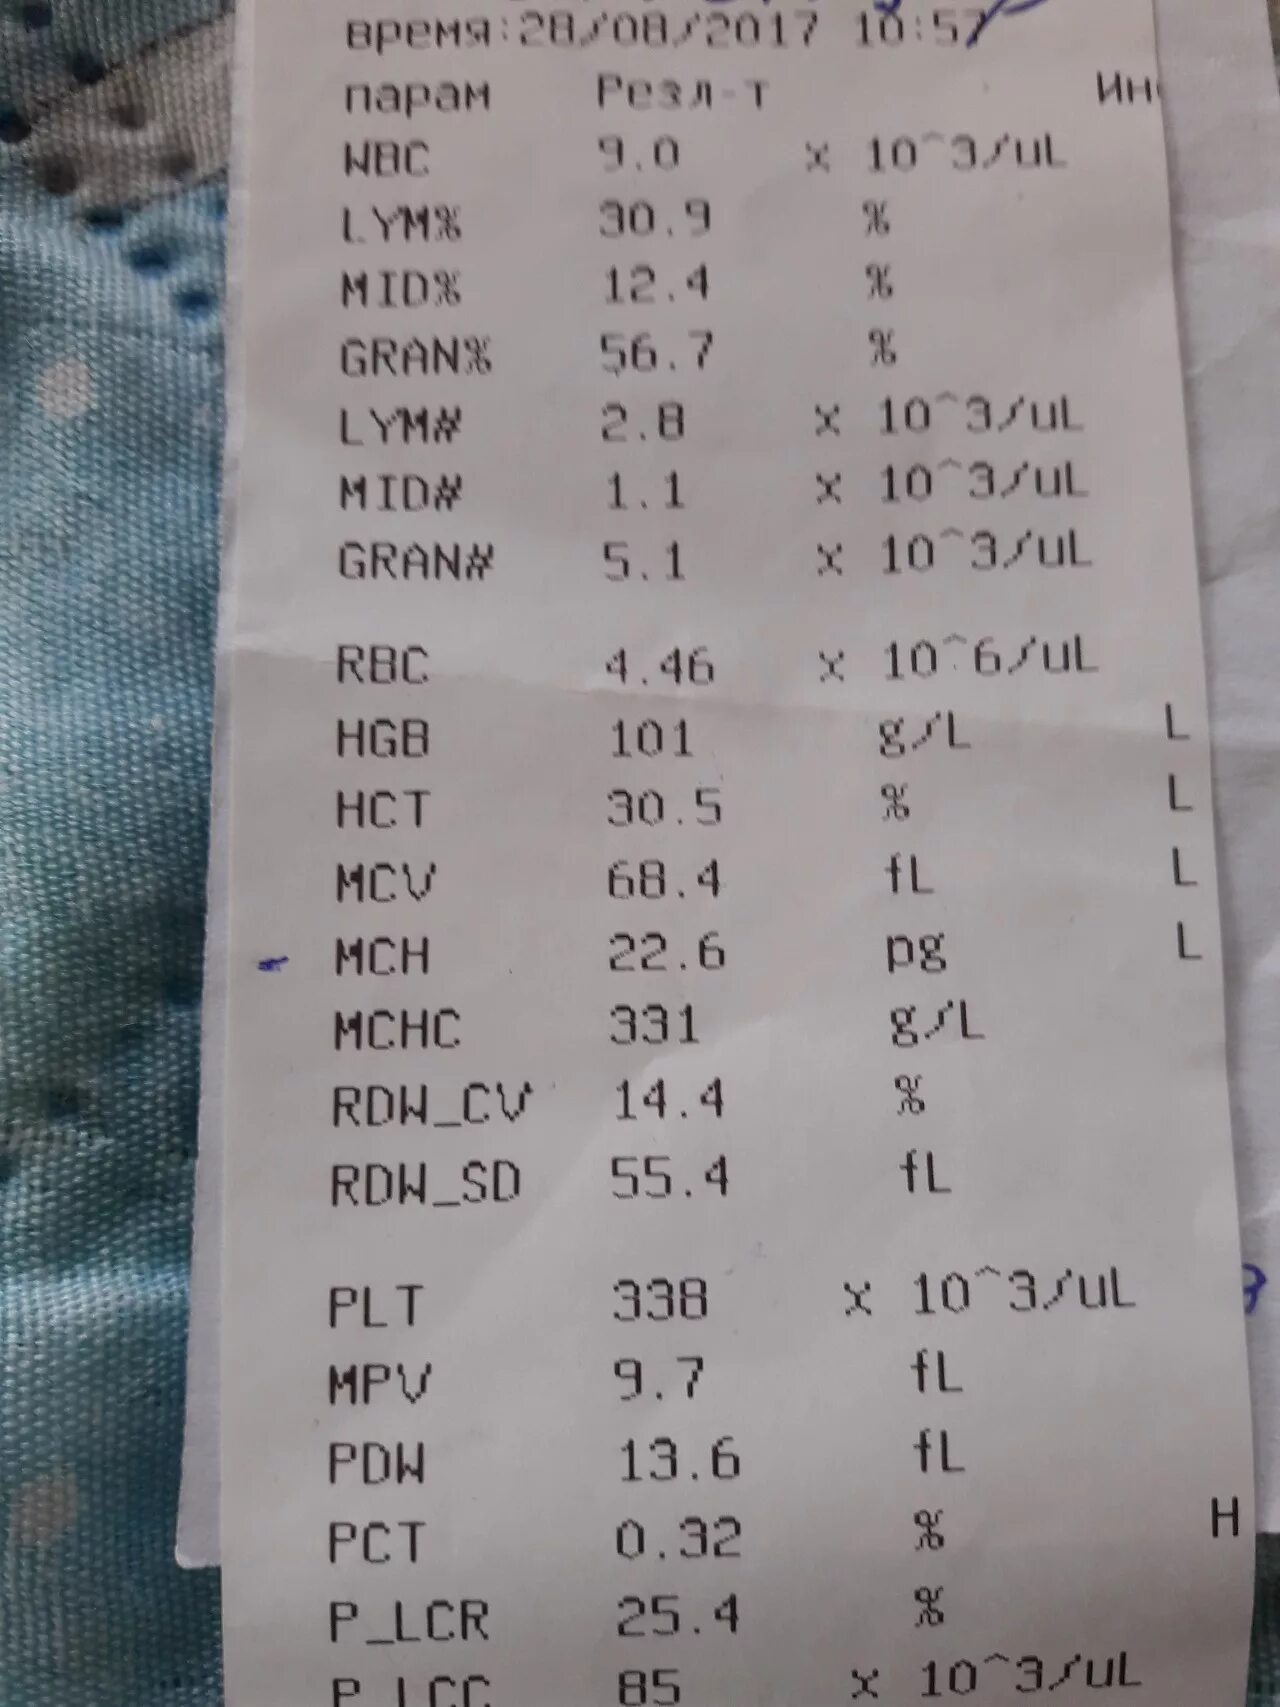 время:28/08/2017 10:57
парам Резл-т
WBC 9.0 x 10^3/uL
LYM% 30.9 %
MID% 12.4 %
GRAN% 56.7 %
LYM# 2.8 x 10^3/uL
MID# 1.1 x 10^3/uL
GRAN# 5.1 x 10^3/uL
RBC 4.46 x 10^6/uL
HGB 101 g/L L
HCT 30.5 % L
MCV 68.4 fL L
MCH 22.6 pg L
MCHC 331 g/L
RDW_CV 14.4 %
RDW_SD 55.4 fL
PLT 338 x 10^3/uL
MPV 9.7 fL
PDW 13.6 fL
PCT 0.32 % H
P_LCR 25.4 %
P_LCC 85 x 10^3/uL